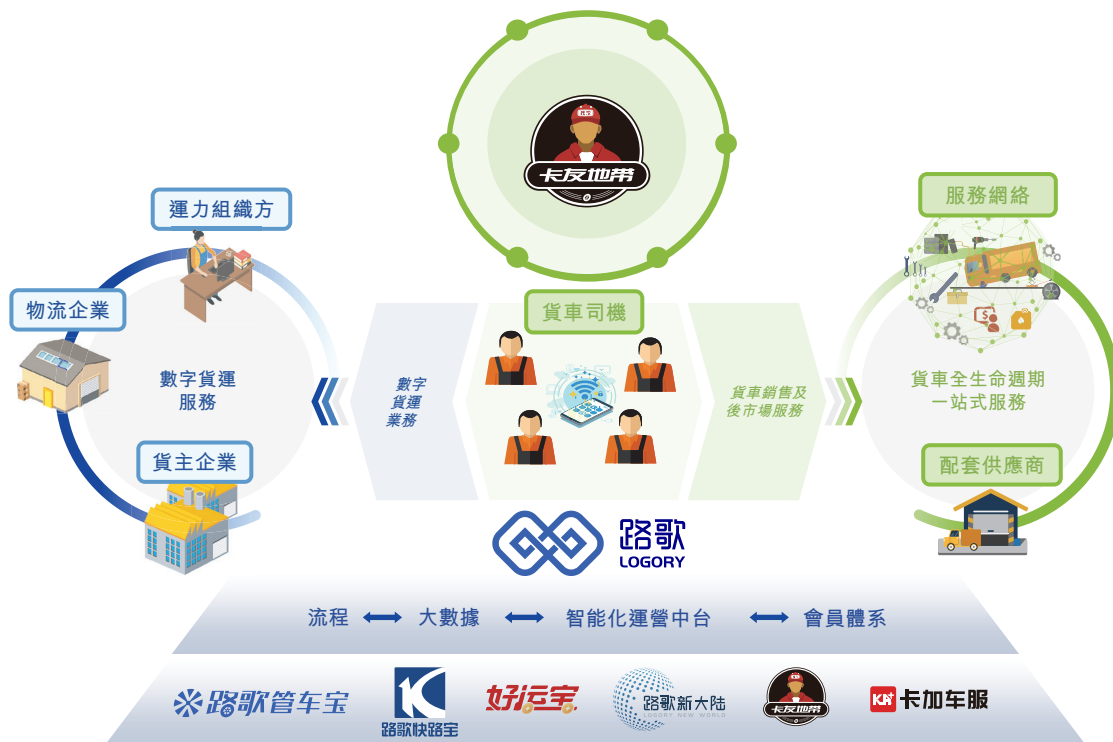 卡友地带
運力組織方
服務網絡
物流企業
貨車司機
數字貨運
服務
數字
貨運
業務
貨車銷售及
後市場服務
貨車全生命週期
一站式服務
貨主企業
配套供應商
路歌
LOGORY
流程
大數據
智能化運營中台
會員體系
路歌管车宝
路歌快路宝
好运宝
路歌新大陆
LOGORY NEW WORLD
卡友地带
卡加车服